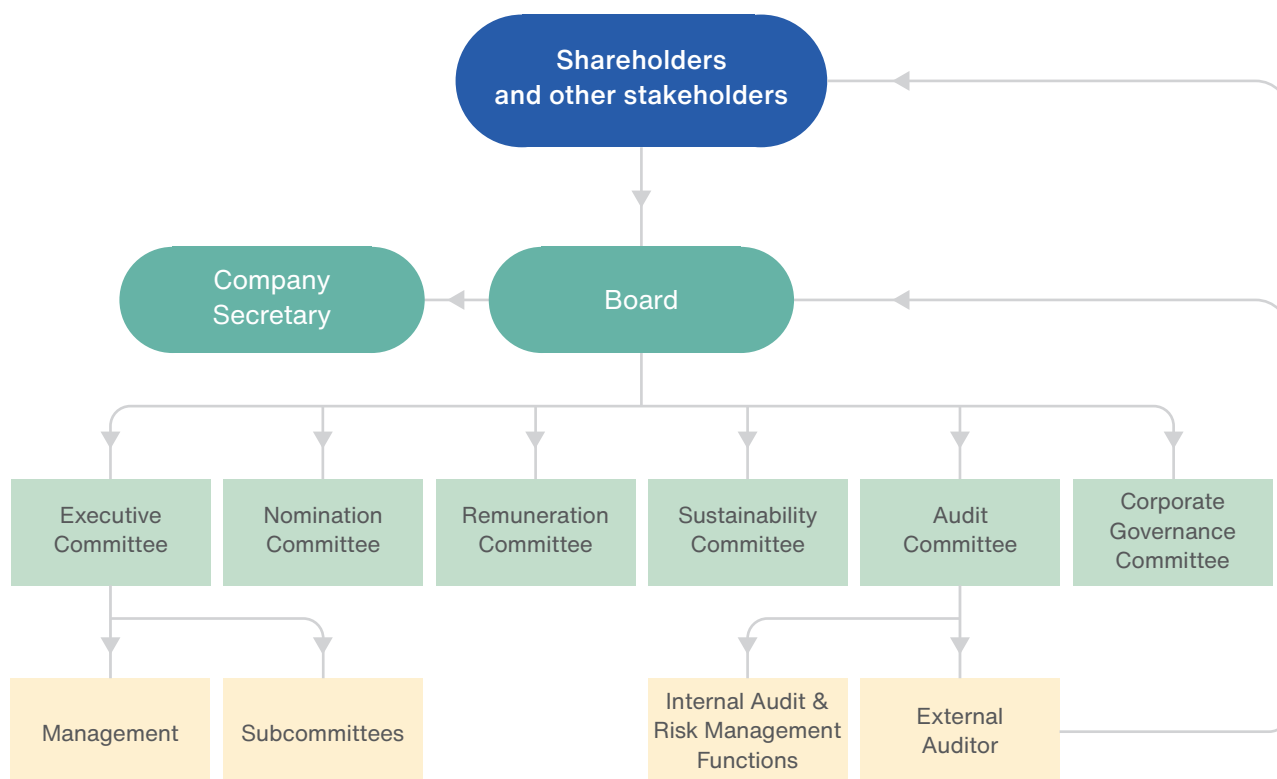 Shareholders
and other stakeholders
Company
Secretary
Board
Executive
Committee
Nomination
Committee
Remuneration
Committee
Sustainability
Committee
Audit
Committee
Corporate
Governance
Committee
Management
Subcommittees
Internal Audit &
Risk Management
Functions
External
Auditor